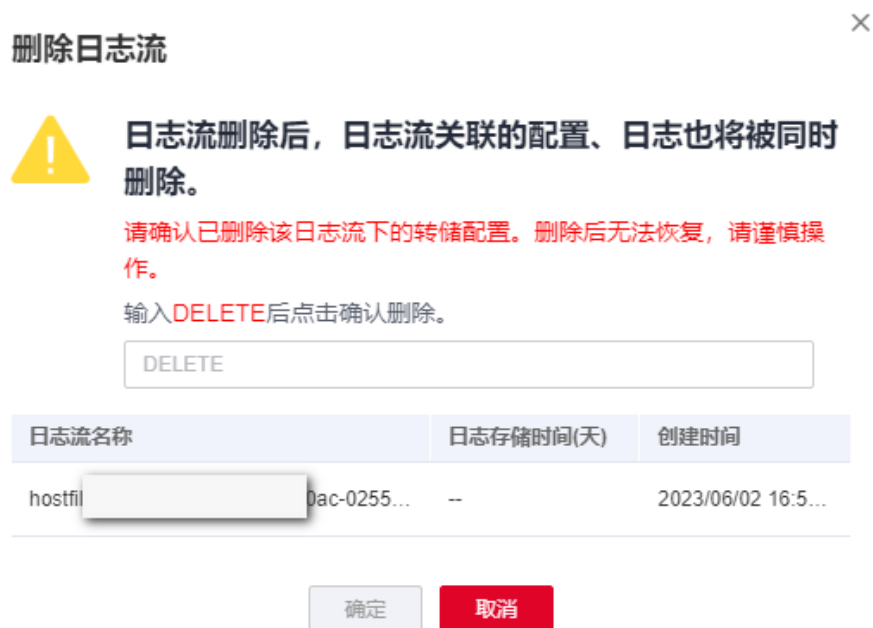 删除日志流
日志流删除后，日志流关联的配置、日志也将被同时
删除。
请确认已删除该日志流下的转储配置。删除后无法恢复，请谨慎操
作。
输入DELETE后点击确认删除。
DELETE
日志流名称 日志存储时间(天) 创建时间
hostfil 0ac-0255... -- 2023/06/02 16:5...
确定 取消